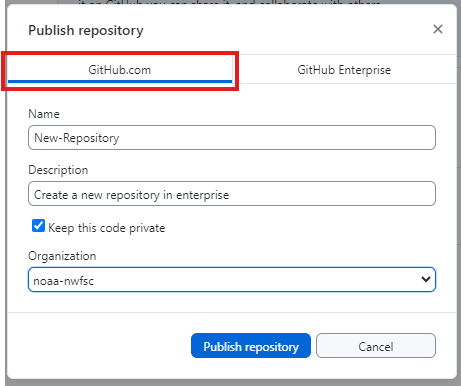 it on GitHub you can share it, and collaborate with others.
Publish repository
GitHub.com
GitHub Enterprise
Name
New-Repository
Description
Create a new repository in enterprise
Keep this code private
Organization
noaa-nwfsc
Publish repository
Cancel